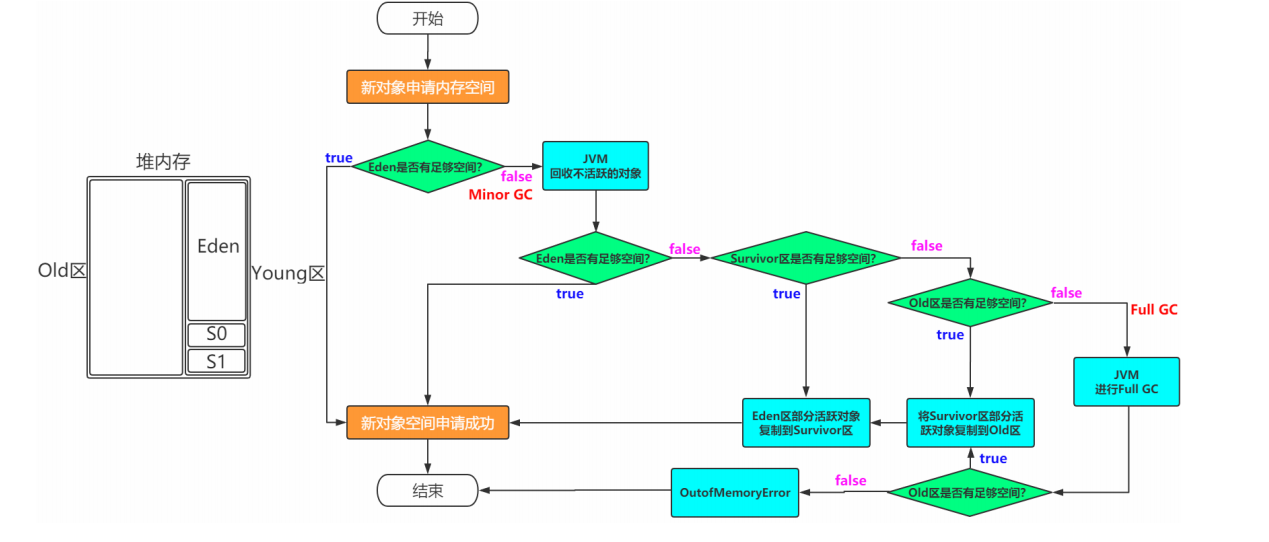 开始
新对象申请内存空间
堆内存
Old区
Eden
S0
S1
Young区
true
Eden是否有足够空间?
false
Minor GC
JVM
回收不活跃的对象
Eden是否有足够空间?
false
true
Survivor区是否有足够空间?
false
true
Old区是否有足够空间?
false
Full GC
true
JVM
进行Full GC
新对象空间申请成功
Eden区部分活跃对象
复制到Survivor区
将Survivor区部分活
跃对象复制到Old区
true
结束
OutofMemoryError
false
Old区是否有足够空间?